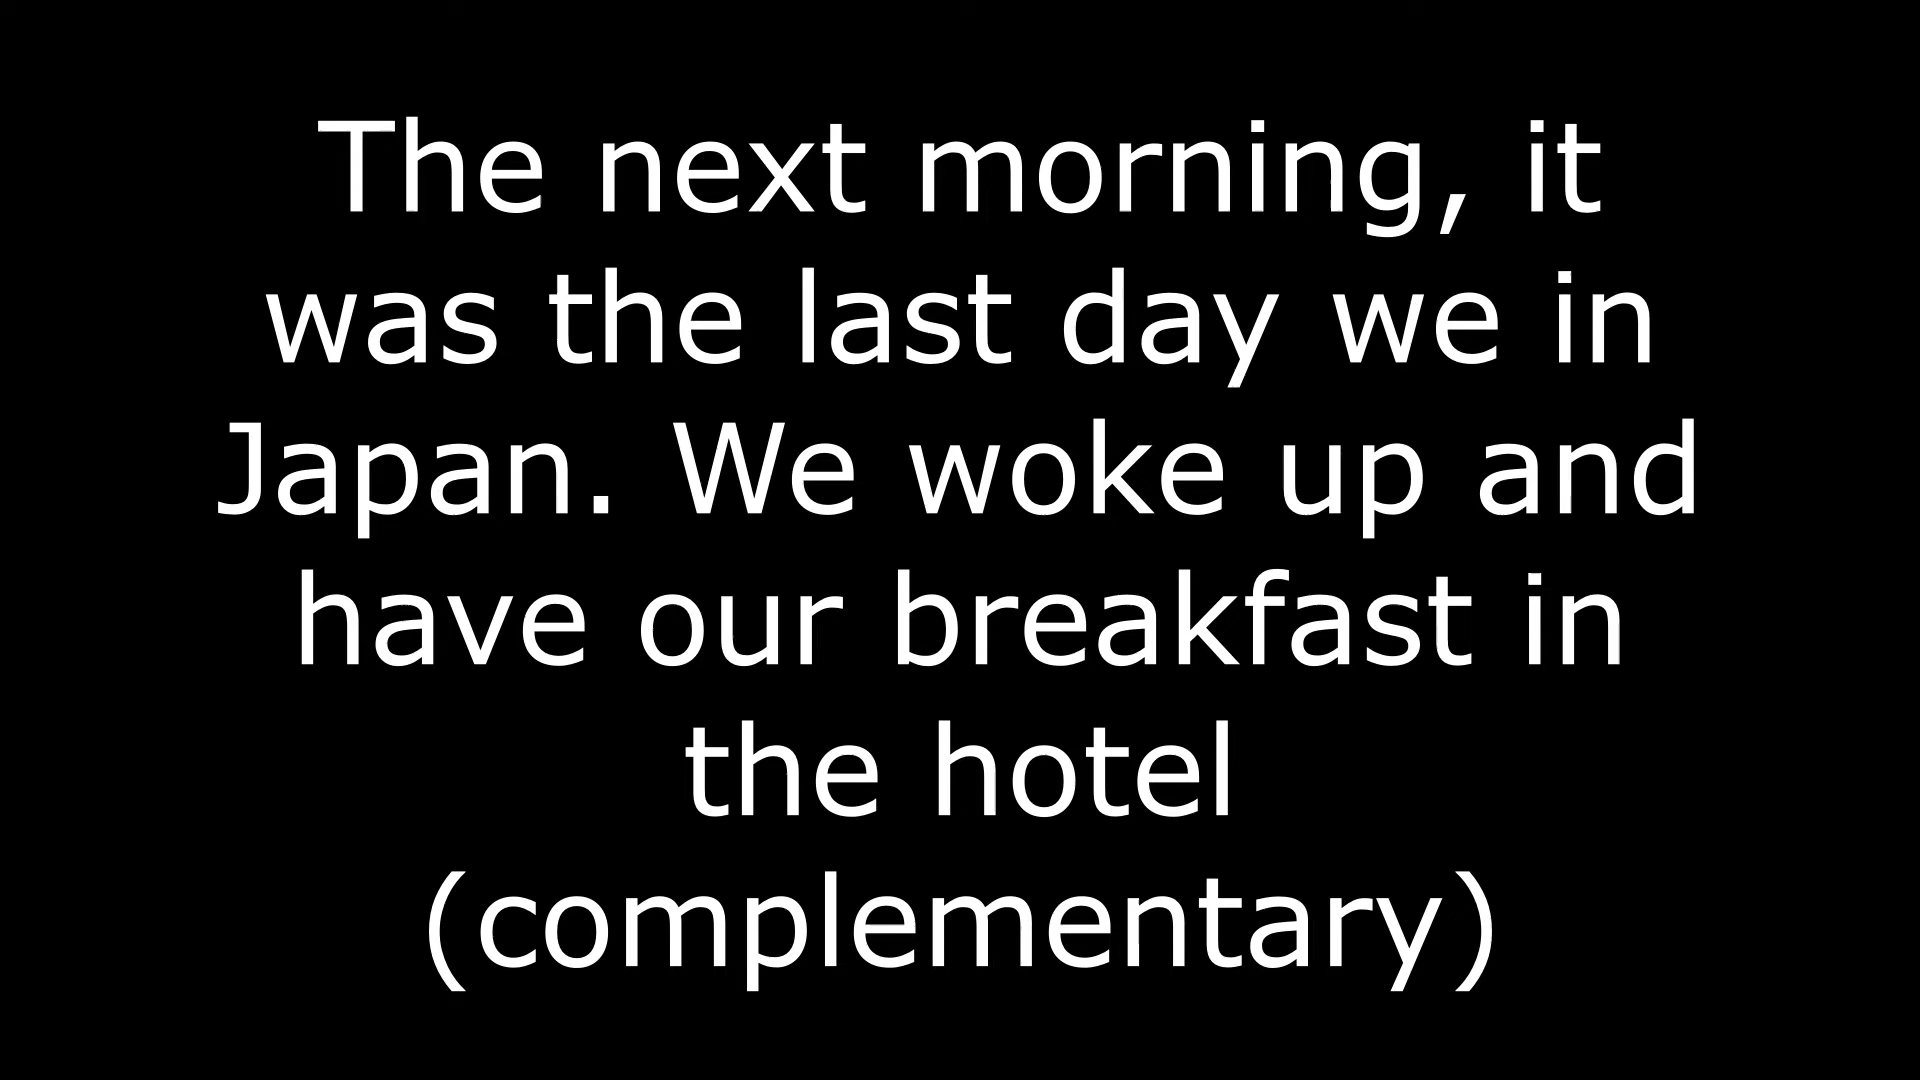 The next morning, it
was the last day we in
Japan. We woke up and
have our breakfast in
the hotel
(complementary)